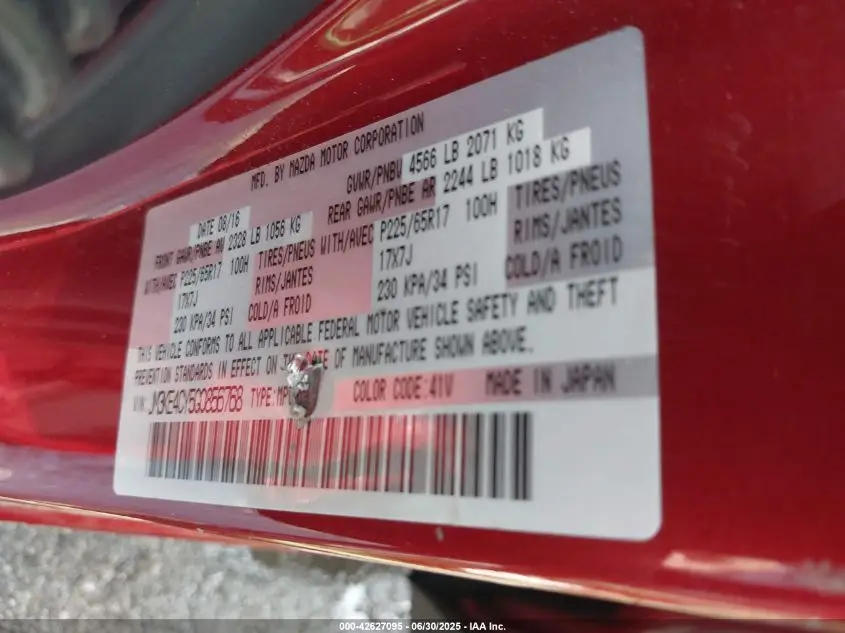 MFD. BY MAZDA MOTOR CORPORATION
DATE 08/16 GVWR/PNBV 4566 LB 2071 KG
FRONT GAWR/PNBE AV 2328 LB 1056 KG REAR GAWR/PNBE AR 2244 LB 1018 KG
WITH/AVEC P225/65R17 100H TIRES/PNEUS WITH/AVEC P225/65R17 100H TIRES/PNEUS
17X7J RIMS/JANTES 17X7J RIMS/JANTES
230 KPA/34 PSI COLD/A FROID 230 KPA/34 PSI COLD/A FROID
THIS VEHICLE CONFORMS TO ALL APPLICABLE FEDERAL MOTOR VEHICLE SAFETY AND THEFT
PREVENTION STANDARDS IN EFFECT ON THE DATE OF MANUFACTURE SHOWN ABOVE.
VIN: JM3KE4CY5G0856768 TYPE:MP COLOR CODE:41V MADE IN JAPAN
000-42627095 - 06/30/2025 - IAA Inc.